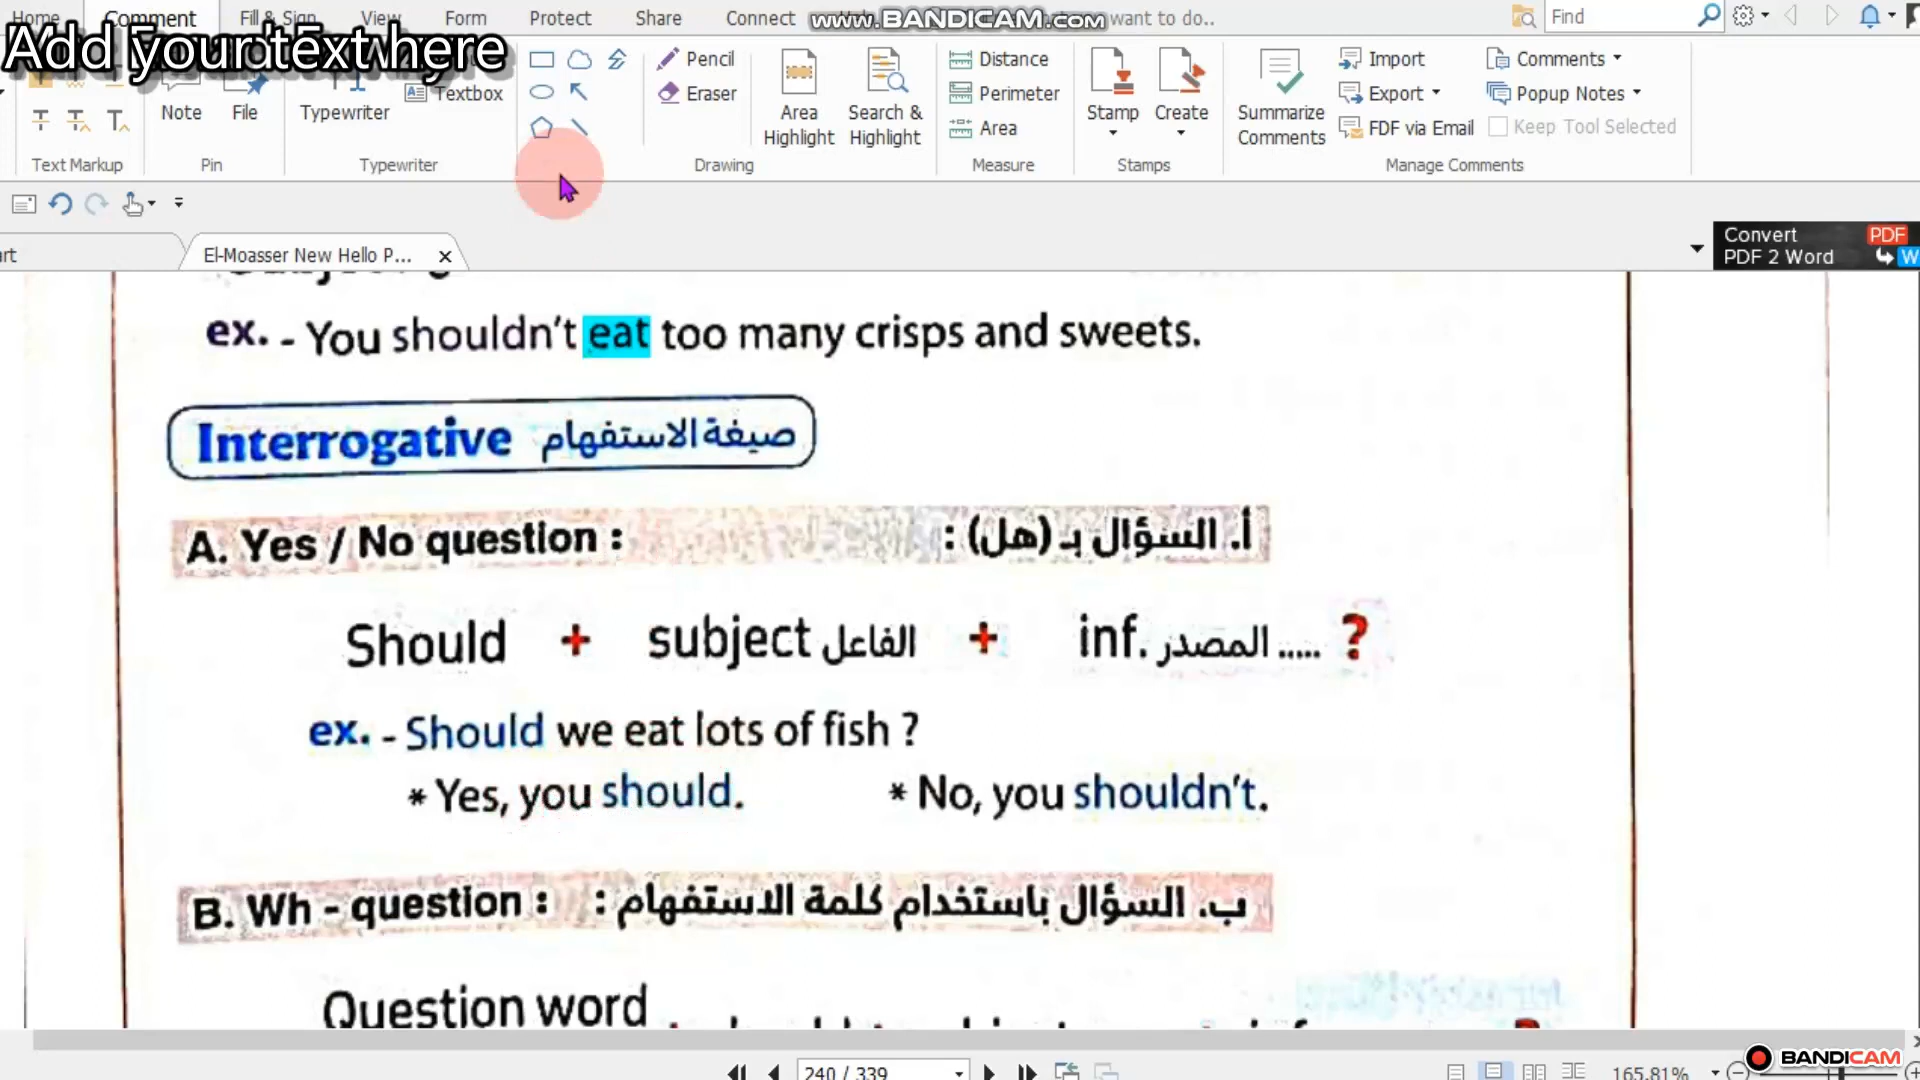 Home Comment Fill & Sign View Form Protect Share Connect Help want to do.. Find
www.BANDICAM.com
Add your text here
Note File Typewriter Textbox
Pencil
Eraser
Area Highlight
Search & Highlight
Distance
Perimeter
Area
Stamp Create
Summarize Comments
Import
Export
FDF via Email
Comments
Popup Notes
Keep Tool Selected
Text Markup Pin Typewriter Drawing Measure Stamps Manage Comments
El-Moasser New Hello P...
Convert PDF
PDF 2 Word W
ex. - You shouldn't eat too many crisps and sweets.
Interrogative صيغة الاستفهام
A. Yes / No question : أ. السؤال بـ (هل) :
Should + subject الفاعل + inf. المصدر ..... ?
ex. - Should we eat lots of fish ?
* Yes, you should. * No, you shouldn't.
B. Wh - question : ب. السؤال باستخدام كلمة الاستفهام :
Question word
240 / 339 165.81%
BANDICAM